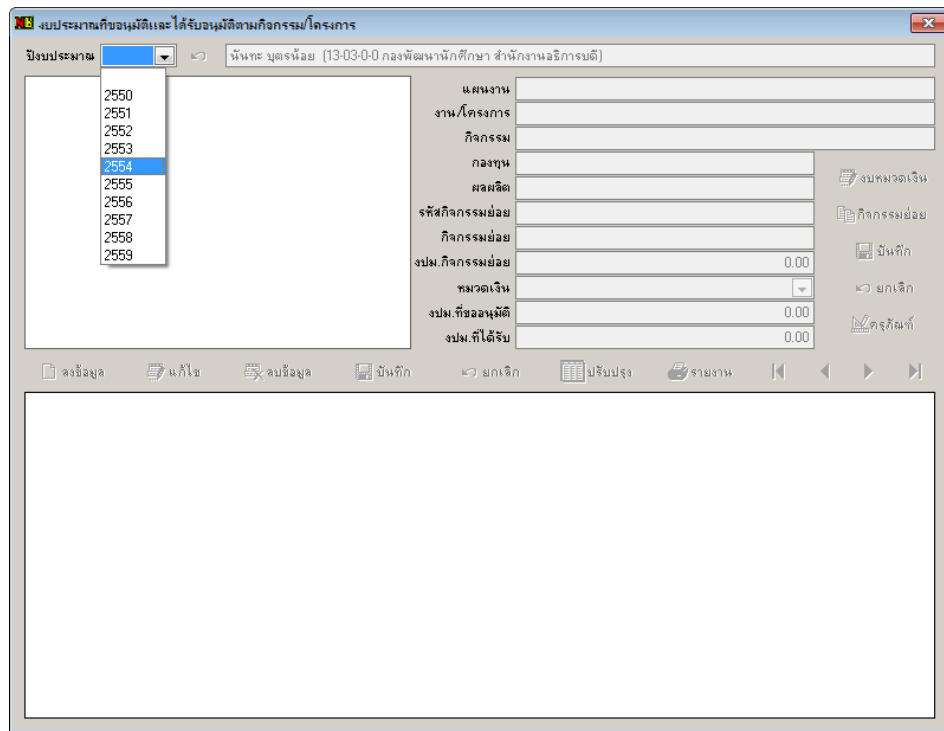 งบประมาณที่ขออนุมัติและได้รับอนุมัติตามกิจกรรม/โครงการ
ปีงบประมาณ นันทะ บุตรน้อย (13-03-0-0 กองพัฒนานักศึกษา สำนักงานอธิการบดี)
2550
2551
2552
2553
2554
2555
2556
2557
2558
2559
แผนงาน
งาน/โครงการ
กิจกรรม
กองทุน
ผลผลิต
รหัสกิจกรรมย่อย
กิจกรรมย่อย
งปม.กิจกรรมย่อย 0.00
หมวดเงิน
งปม.ที่ขออนุมัติ 0.00
งปม.ที่ได้รับ 0.00
งบหมวดเงิน
กิจกรรมย่อย
บันทึก
ยกเลิก
ครุภัณฑ์
ลงข้อมูล แก้ไข ลบข้อมูล บันทึก ยกเลิก ปรับปรุง รายงาน